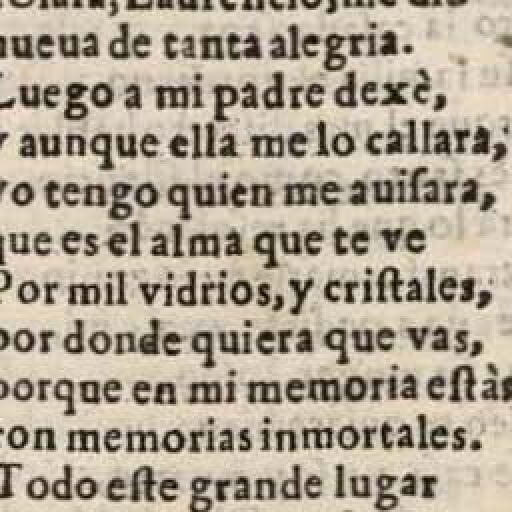 Laurencio, me dio
nueua de tanta alegria.
Luego a mi padre dexè,
y aunque ella me lo callara,
yo tengo quien me auiſara,
que es el alma que te ve
Por mil vidrios, y criſtales,
por donde quiera que vas,
porque en mi memoria eſtàs
con memorias inmortales.
Todo eſte grande lugar